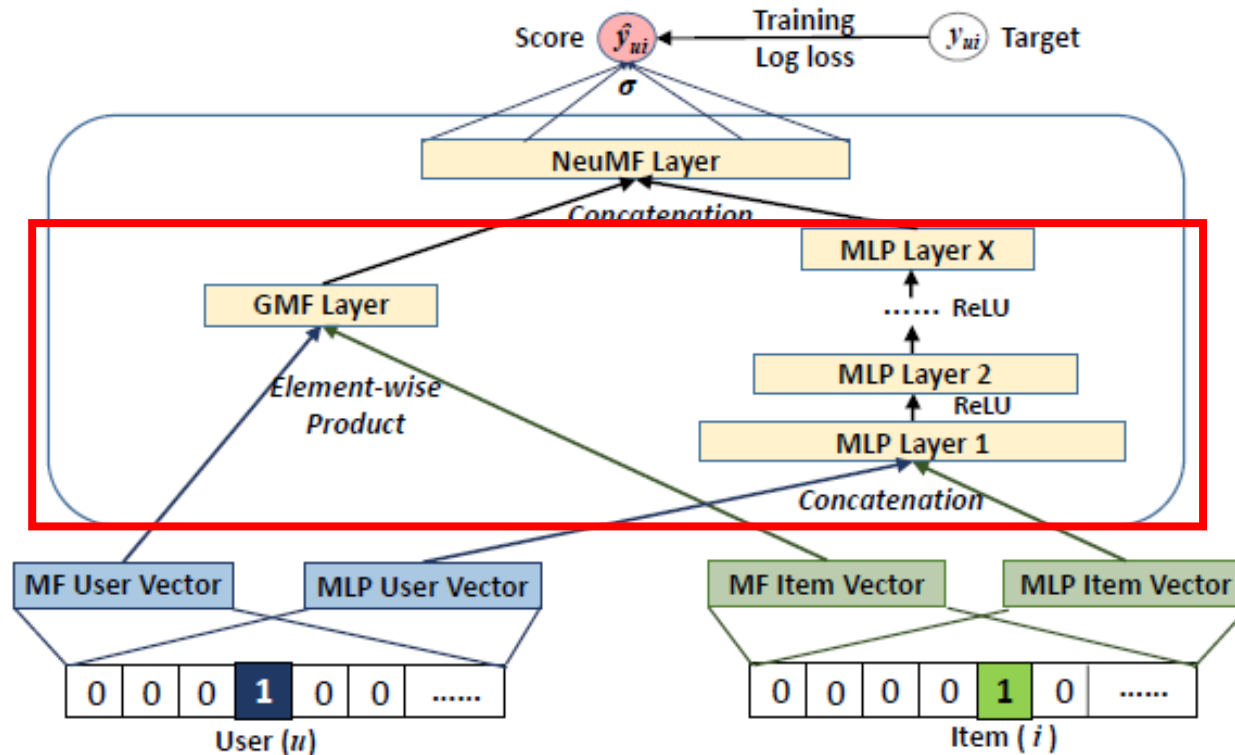 Score ŷui Training yui Target
Log loss
σ
NeuMF Layer
Concatenation
MLP Layer X
GMF Layer
...... ReLU
Element-wise
Product
MLP Layer 2
ReLU
MLP Layer 1
Concatenation
MF User Vector MLP User Vector MF Item Vector MLP Item Vector
0 0 0 1 0 0 ...... 0 0 0 0 1 0 ......
User (u) Item ( i )